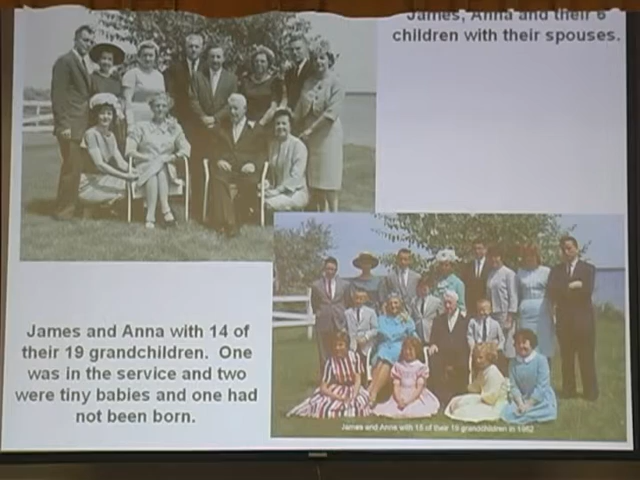 James, Anna and their 6
children with their spouses.
James and Anna with 14 of
their 19 grandchildren. One
was in the service and two
were tiny babies and one had
not been born.
James and Anna with 15 of their 19 grandchildren in 1962